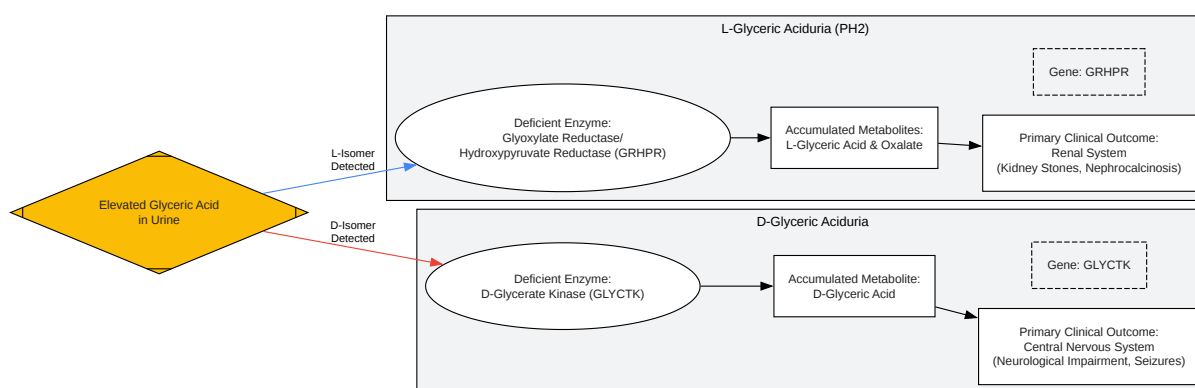 Elevated Glyceric Acid
in Urine
L-Isomer
Detected
D-Isomer
Detected
L-Glyceric Aciduria (PH2)
Gene: GRHPR
Deficient Enzyme:
Glyoxylate Reductase/
Hydroxypyruvate Reductase (GRHPR)
Accumulated Metabolites:
L-Glyceric Acid & Oxalate
Primary Clinical Outcome:
Renal System
(Kidney Stones, Nephrocalcinosis)
D-Glyceric Aciduria
Gene: GLYCTK
Deficient Enzyme:
D-Glycerate Kinase (GLYCTK)
Accumulated Metabolite:
D-Glyceric Acid
Primary Clinical Outcome:
Central Nervous System
(Neurological Impairment, Seizures)